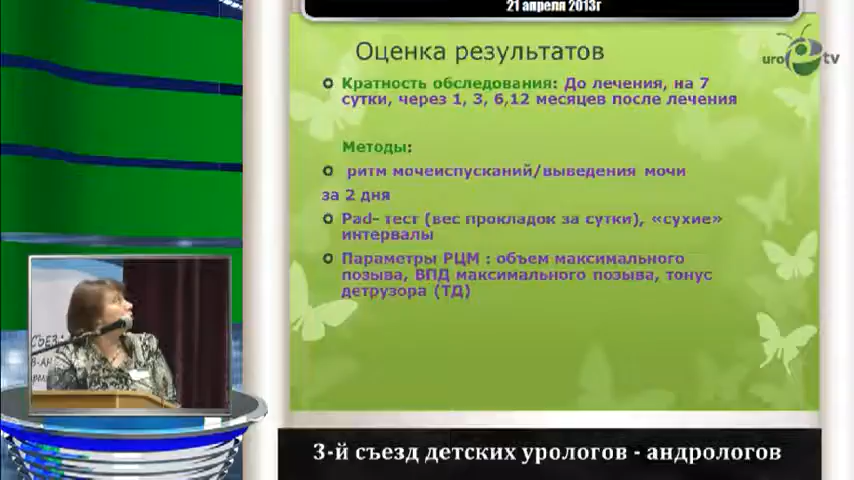 21 апреля 2013г
uro tv
Оценка результатов
Кратность обследования: До лечения, на 7
сутки, через 1, 3, 6,12 месяцев после лечения
Методы:
ритм мочеиспусканий/выведения мочи
за 2 дня
Pad- тест (вес прокладок за сутки), «сухие»
интервалы
Параметры РЦМ : объем максимального
позыва, ВПД максимального позыва, тонус
детрузора (ТД)
СЪЕЗ
В-АН
3-й съезд детских урологов - андрологов